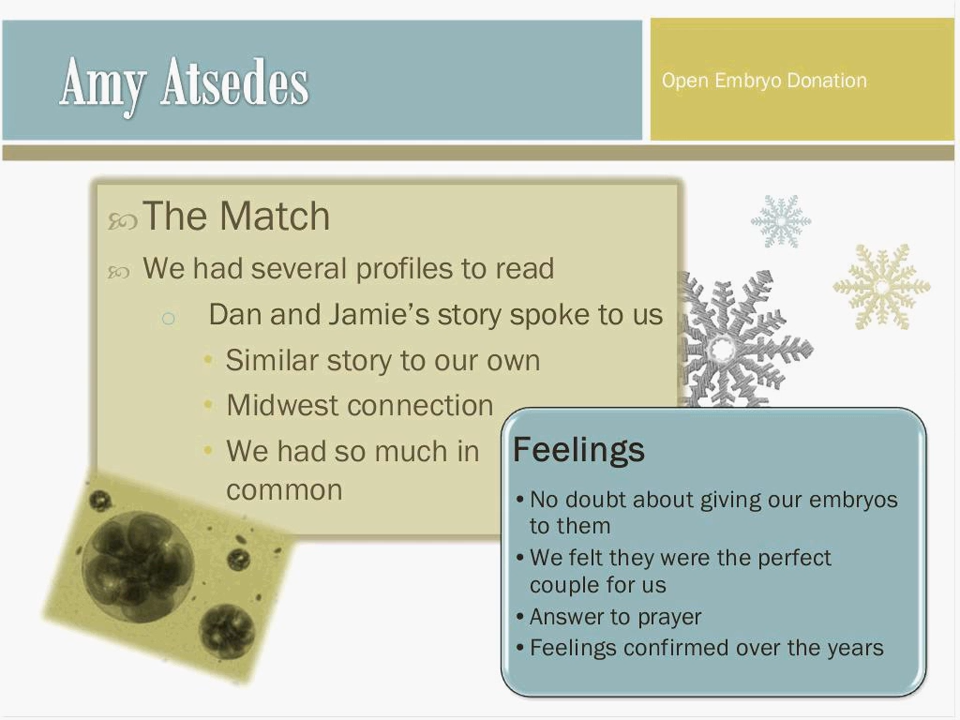 Amy Atsedes
Open Embryo Donation
The Match
We had several profiles to read
Dan and Jamie’s story spoke to us
• Similar story to our own
• Midwest connection
• We had so much in
common
Feelings
• No doubt about giving our embryos
to them
• We felt they were the perfect
couple for us
• Answer to prayer
• Feelings confirmed over the years